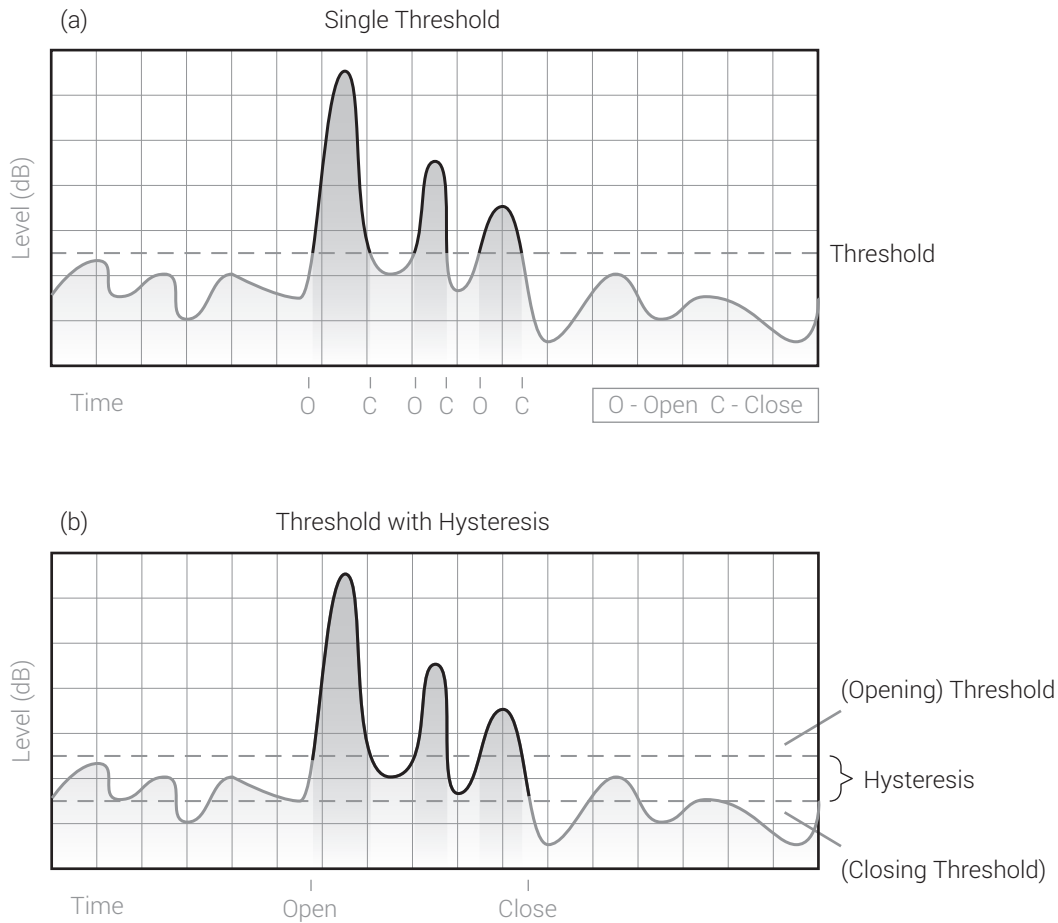 (a)
Single Threshold
Level (dB)
Threshold
Time
O C O C O C
O - Open C - Close
(b)
Threshold with Hysteresis
Level (dB)
(Opening) Threshold
Hysteresis
(Closing Threshold)
Time
Open
Close